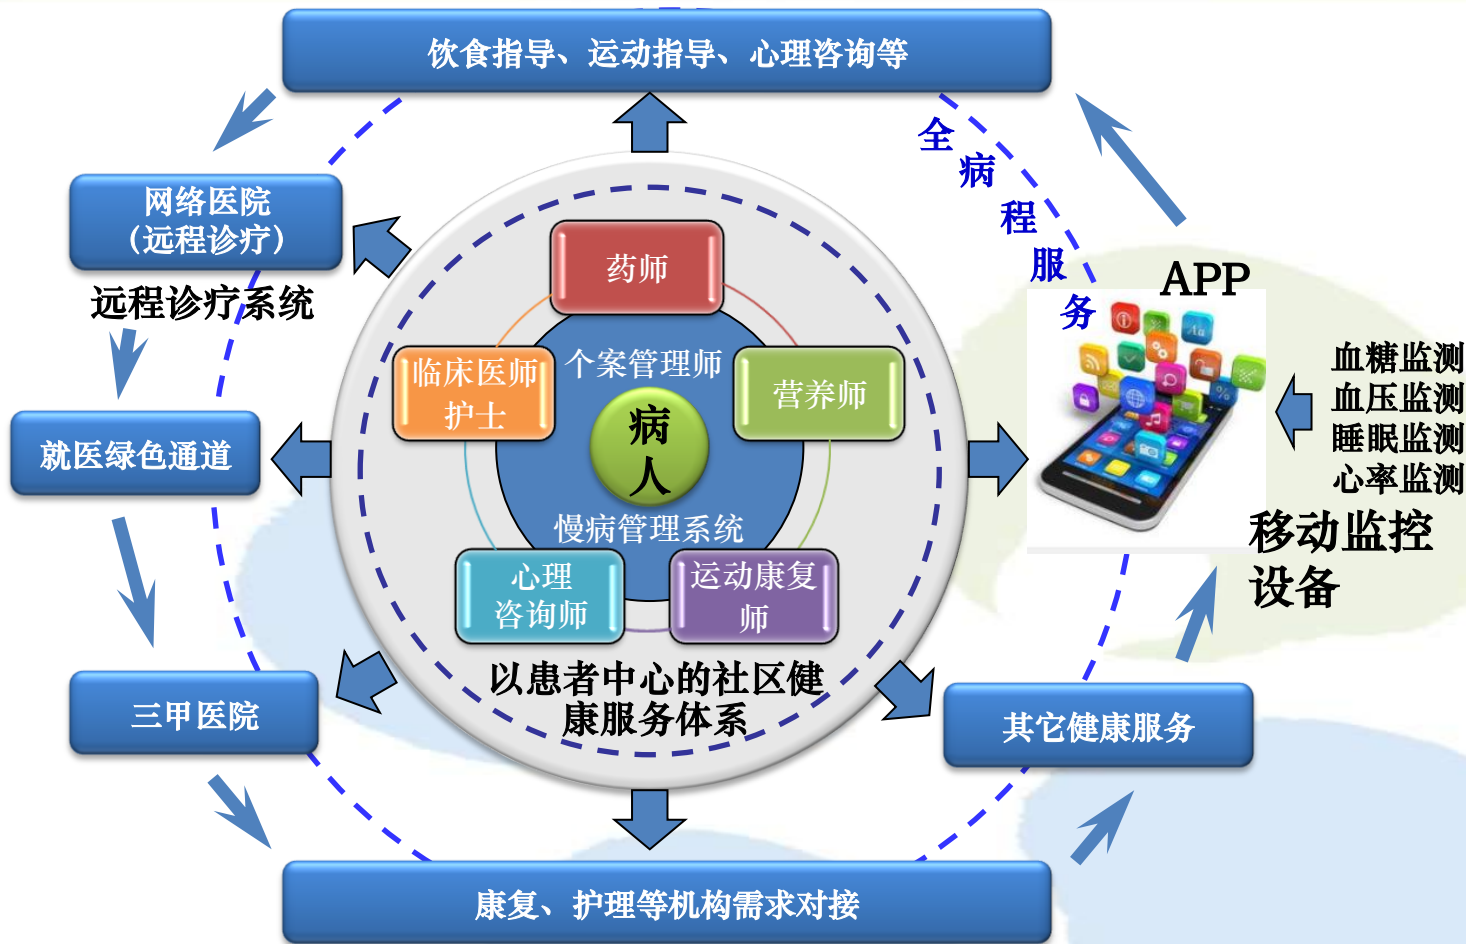 饮食指导、运动指导、心理咨询等
全病程服务
网络医院
（远程诊疗）
远程诊疗系统
APP
药师
个案管理师
临床医师
护士
营养师
病
人
血糖监测
血压监测
睡眠监测
心率监测
就医绿色通道
慢病管理系统
移动监控
设备
心理
咨询师
运动康复
师
以患者中心的社区健
康服务体系
三甲医院
其它健康服务
康复、护理等机构需求对接